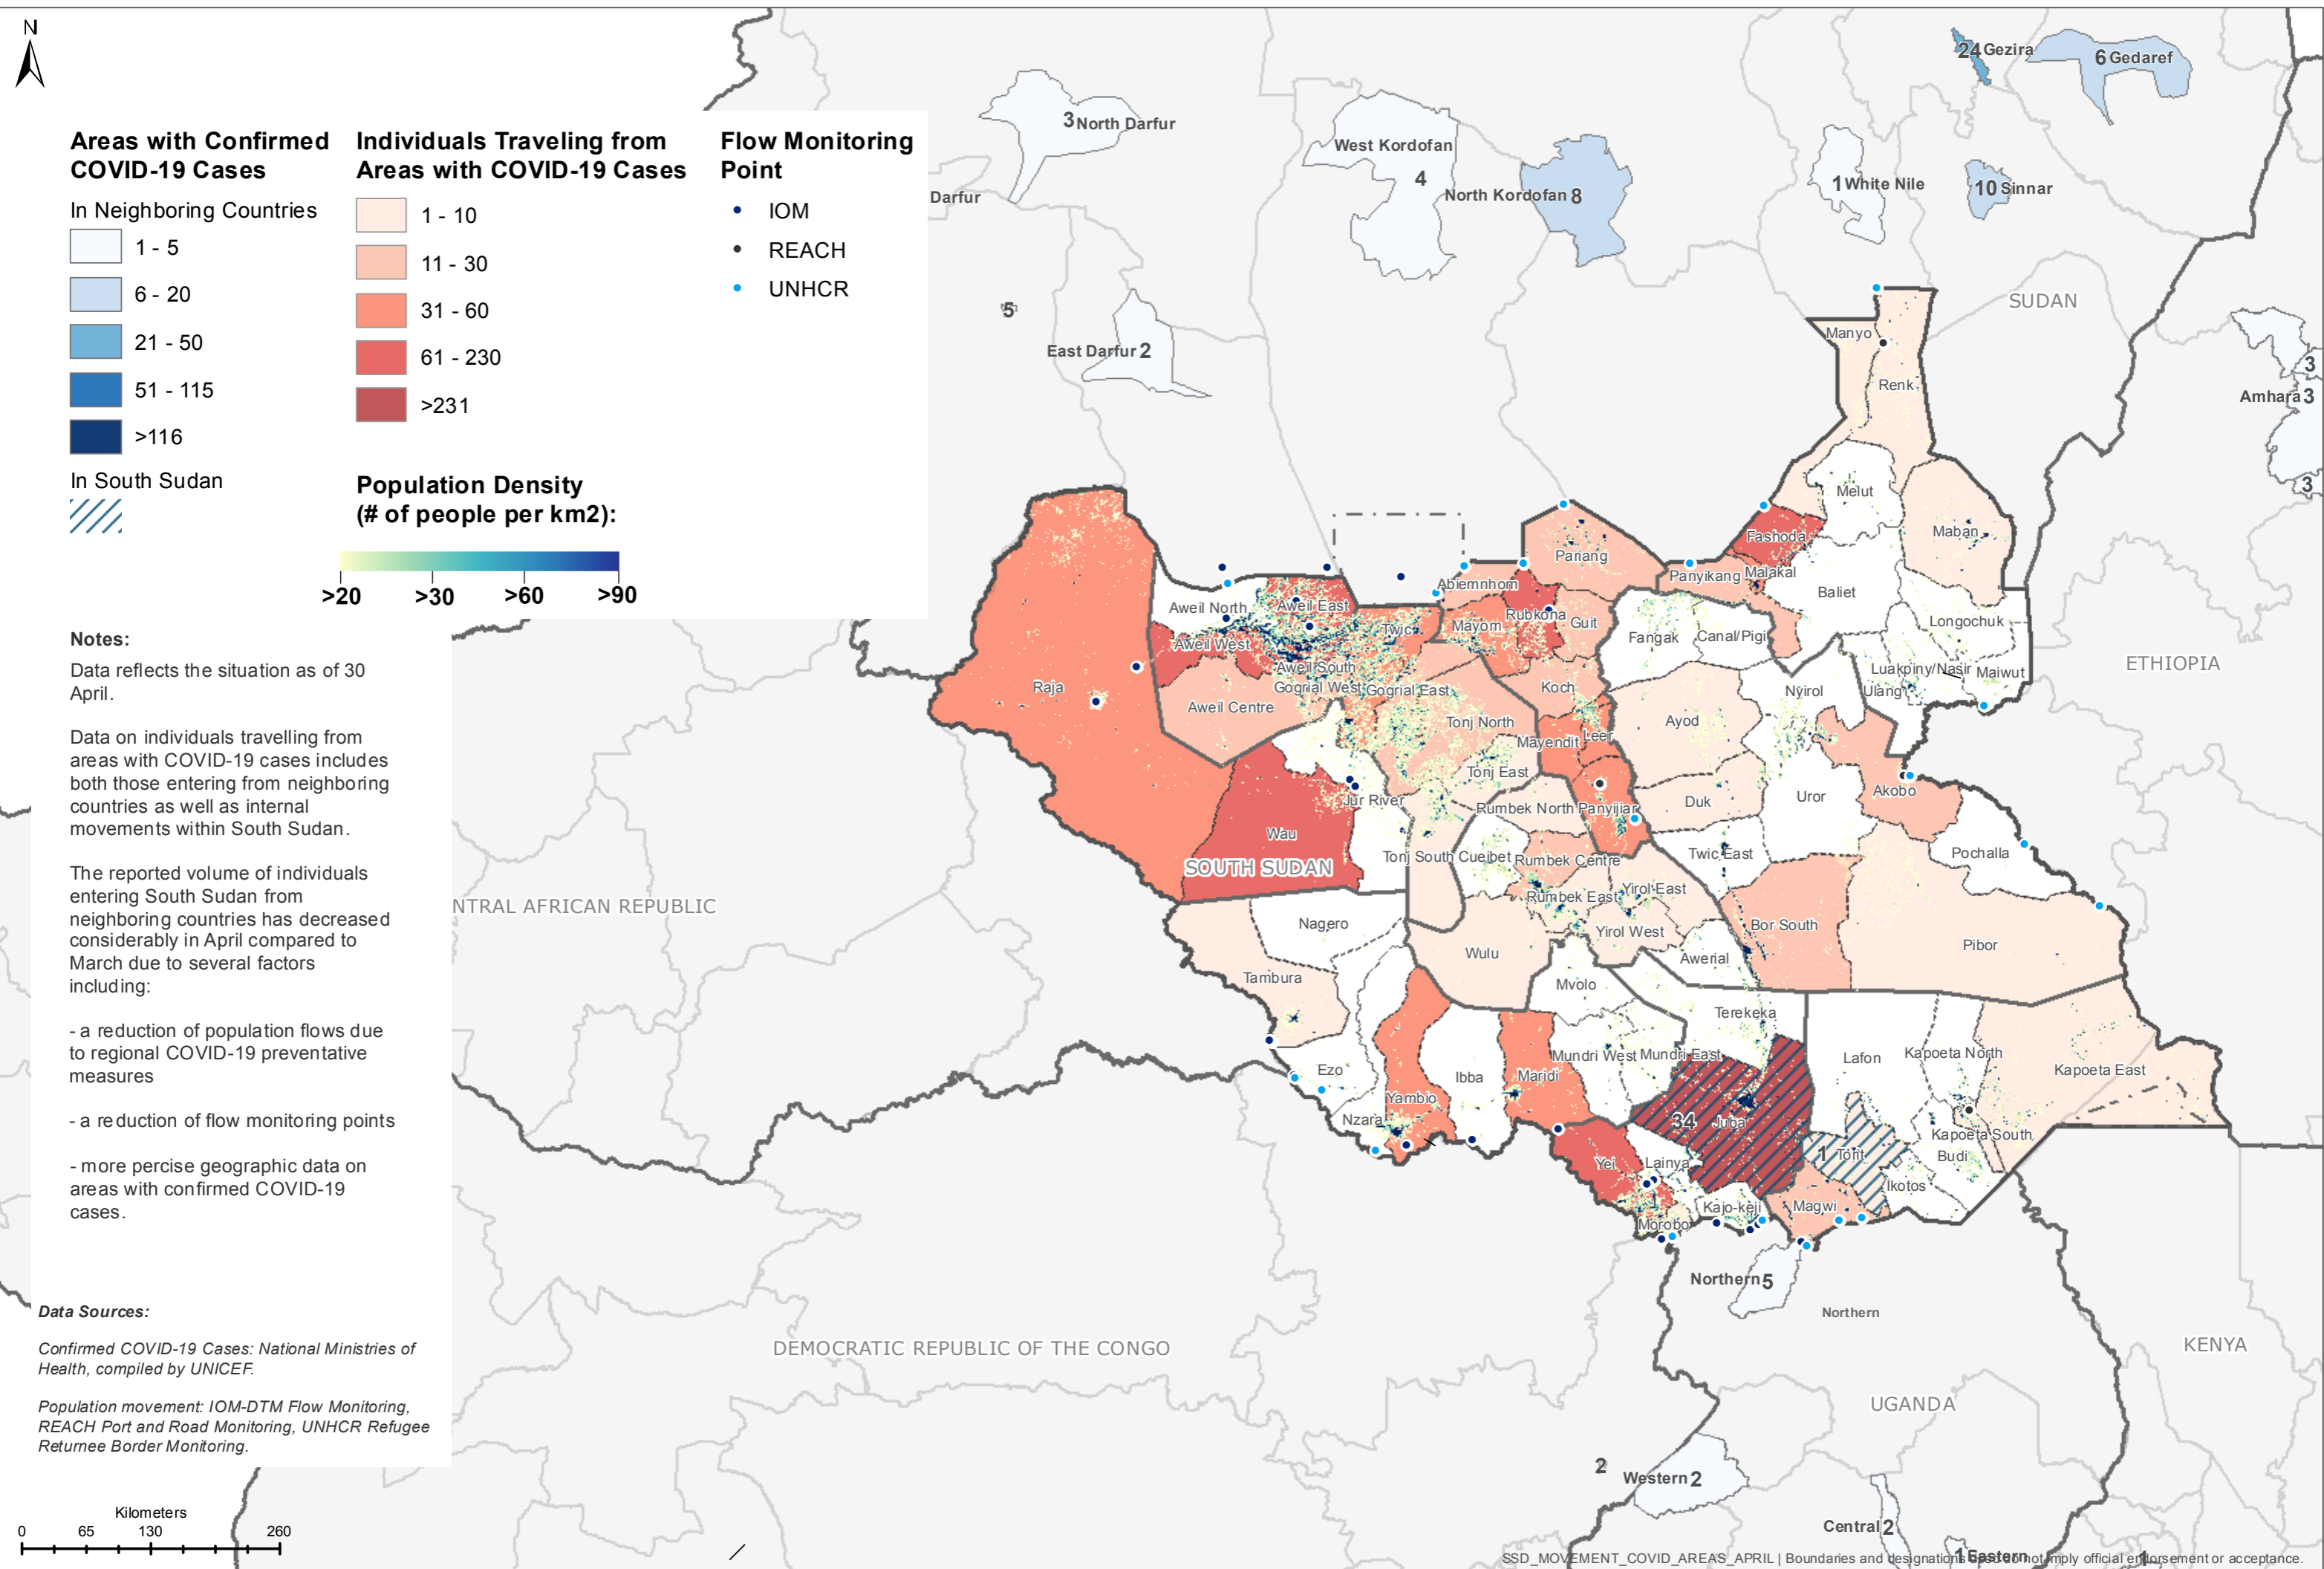 N
Areas with Confirmed
COVID-19 Cases
In Neighboring Countries
1 - 5
6 - 20
21 - 50
51 - 115
>116
In South Sudan
Individuals Traveling from
Areas with COVID-19 Cases
1 - 10
11 - 30
31 - 60
61 - 230
>231
Flow Monitoring
Point
IOM
REACH
UNHCR
Population Density
(# of people per km2):
>20
>30
>60
>90
Notes:
Data reflects the situation as of 30
April.
Data on individuals travelling from
areas with COVID-19 cases includes
both those entering from neighboring
countries as well as internal
movements within South Sudan.
The reported volume of individuals
entering South Sudan from
neighboring countries has decreased
considerably in April compared to
March due to several factors
including:
- a reduction of population flows due
to regional COVID-19 preventative
measures
- a reduction of flow monitoring points
- more percise geographic data on
areas with confirmed COVID-19
cases.
Data Sources:
Confirmed COVID-19 Cases: National Ministries of
Health, compiled by UNICEF.
Population movement: IOM-DTM Flow Monitoring,
REACH Port and Road Monitoring, UNHCR Refugee
Returnee Border Monitoring.
Kilometers
0 65 130 260
24 Gezira
6 Gedaref
3 North Darfur
West Kordofan
4
North Kordofan 8
1 White Nile
10 Sinnar
Darfur
5
East Darfur 2
SUDAN
3
Amhara 3
3
Manyo
Renk
Melut
Maban
Fashoda
Pariang
Panyikang
Malakal
Baliet
Abiemnhom
Rubkona
Mayom
Guit
Fangak
Canal/Pigi
Longochuk
Luakpiny/Nasir
Maiwut
Ulang
Nyirol
ETHIOPIA
Aweil North
Aweil East
Aweil West
Twic
Aweil South
Gogrial West
Gogrial East
Raja
Aweil Centre
Koch
Tonj North
Mayendit
Leer
Ayod
Tonj East
Akobo
Jur River
Rumbek North
Panyijiar
Duk
Uror
Wau
SOUTH SUDAN
Tonj South
Cueibet
Rumbek Centre
Twic East
Pochalla
Rumbek East
Yirol East
NTRAL AFRICAN REPUBLIC
Nagero
Wulu
Yirol West
Bor South
Pibor
Awerial
Tambura
Mvolo
Terekeka
Ezo
Ibba
Maridi
Mundri West
Mundri East
Lafon
Kapoeta North
Kapoeta East
Yambio
Nzara
34 Juba
Kapoeta South
1 Torit
Budi
Yei
Lainya
Ikotos
Kajo-keji
Magwi
Morobo
Northern 5
Northern
DEMOCRATIC REPUBLIC OF THE CONGO
KENYA
UGANDA
2
Western 2
Central 2
1 Eastern
1
SSD_MOVEMENT_COVID_AREAS_APRIL | Boundaries and designations used do not imply official endorsement or acceptance.